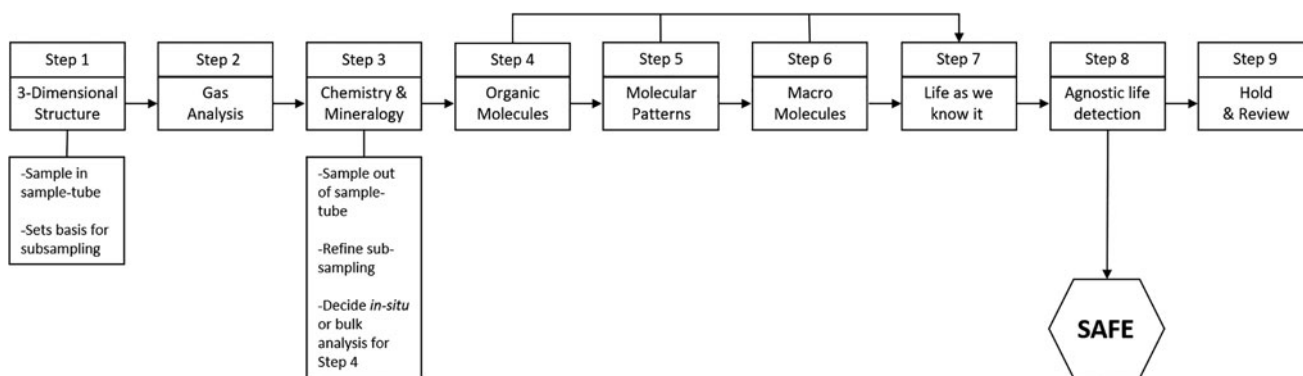 Step 1
3-Dimensional
Structure
-Sample in
sample-tube
-Sets basis for
subsampling
Step 2
Gas
Analysis
Step 3
Chemistry &
Mineralogy
-Sample out
of sample-
tube
-Refine sub-
sampling
-Decide in-situ
or bulk
analysis for
Step 4
Step 4
Organic
Molecules
Step 5
Molecular
Patterns
Step 6
Macro
Molecules
Step 7
Life as we
know it
Step 8
Agnostic life
detection
SAFE
Step 9
Hold
& Review